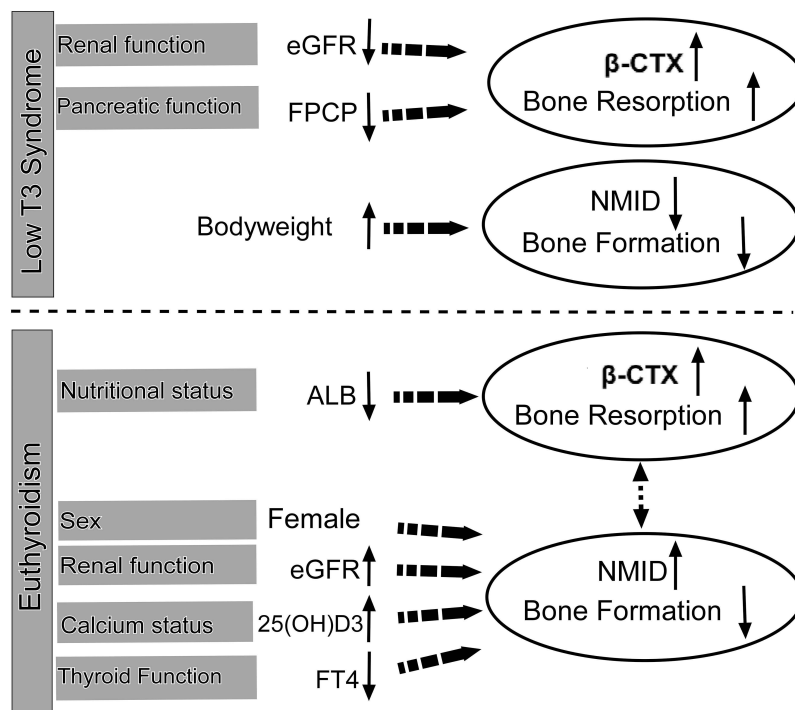 Low T3 Syndrome
Renal function
eGFR
β-CTX
Bone Resorption
Pancreatic function
FPCP
Bodyweight
NMID
Bone Formation
Euthyroidism
Nutritional status
ALB
β-CTX
Bone Resorption
Sex
Female
Renal function
eGFR
NMID
Bone Formation
Calcium status
25(OH)D3
Thyroid Function
FT4